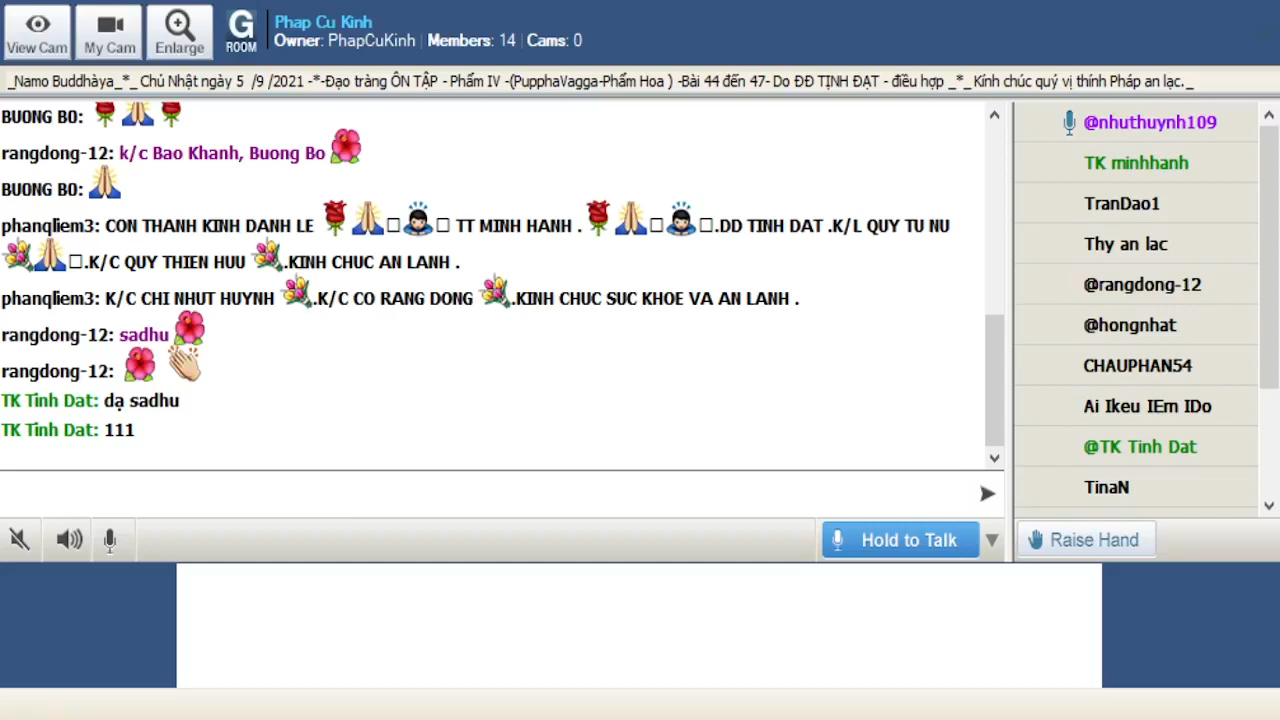 View Cam
My Cam
Enlarge
G
ROOM
Phap Cu Kinh
Owner: PhapCuKinh Members: 14 Cams: 0
_Namo Buddhàya_*_ Chủ Nhật ngày 5 /9 /2021 -*-Đạo tràng ÔN TẬP - Phẩm IV -(PupphaVagga-Phẩm Hoa ) -Bài 44 đến 47- Do ĐĐ TỊNH ĐẠT - điều hợp _*_Kính chúc quý vị thính Pháp an lạc._
BUONG BO:
rangdong-12: k/c Bao Khanh, Buong Bo
BUONG BO:
phanqliem3: CON THANH KINH DANH LE TT MINH HANH . .DD TINH DAT .K/L QUY TU NU
.K/C QUY THIEN HUU .KINH CHUC AN LANH .
phanqliem3: K/C CHI NHUT HUYNH .K/C CO RANG DONG .KINH CHUC SUC KHOE VA AN LANH .
rangdong-12: sadhu
rangdong-12:
TK Tinh Dat: dạ sadhu
TK Tinh Dat: 111
@nhuthuynh109
TK minhhanh
TranDao1
Thy an lac
@rangdong-12
@hongnhat
CHAUPHAN54
Ai Ikeu IEm IDo
@TK Tinh Dat
TinaN
Hold to Talk
Raise Hand